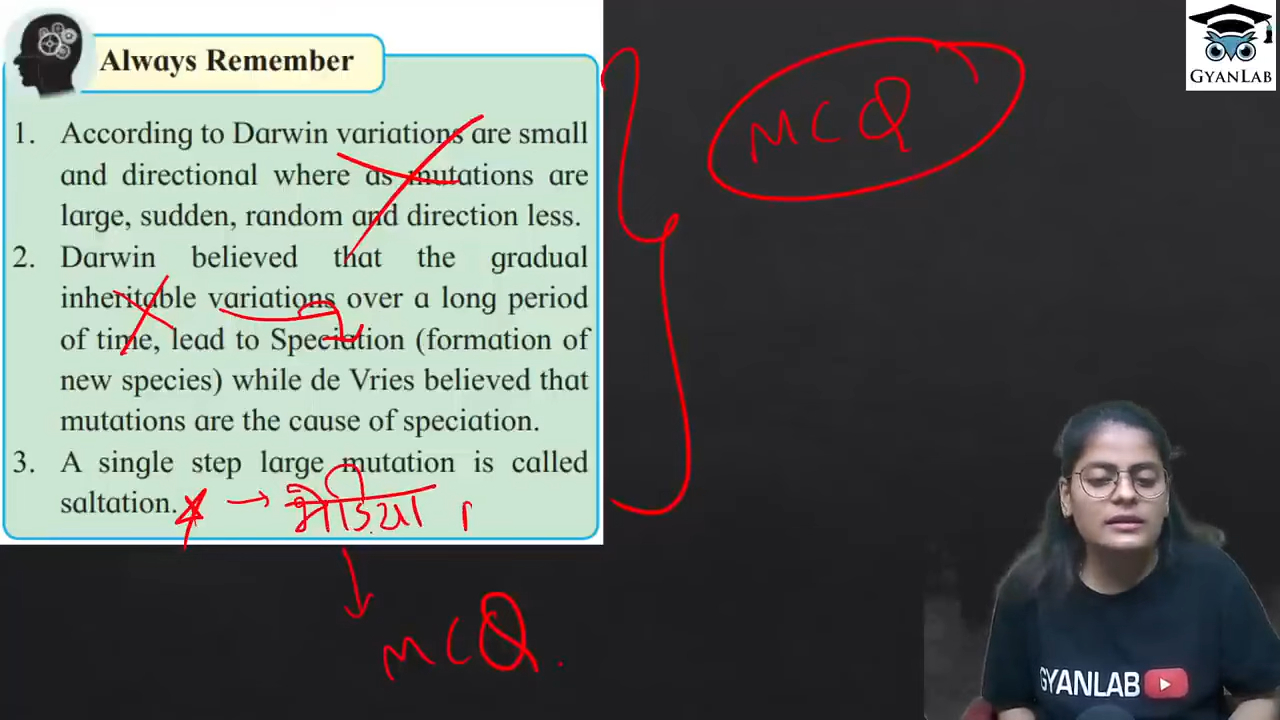 Always Remember
1. According to Darwin variations are small
and directional where as mutations are
large, sudden, random and direction less.
2. Darwin believed that the gradual
inheritable variations over a long period
of time, lead to Speciation (formation of
new species) while de Vries believed that
mutations are the cause of speciation.
3. A single step large mutation is called
saltation.
MCQ
MCQ.
GYANLAB
GYANLAB